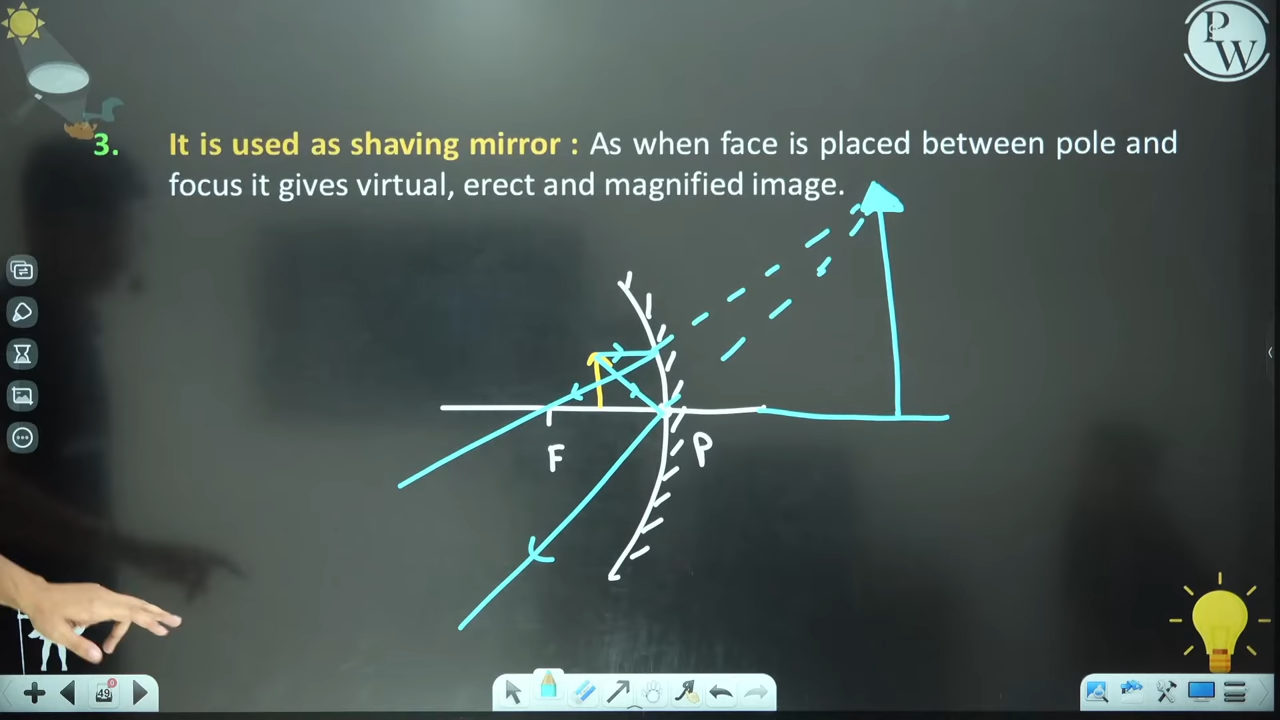 PW
3. It is used as shaving mirror : As when face is placed between pole and
focus it gives virtual, erect and magnified image.
F
P
49